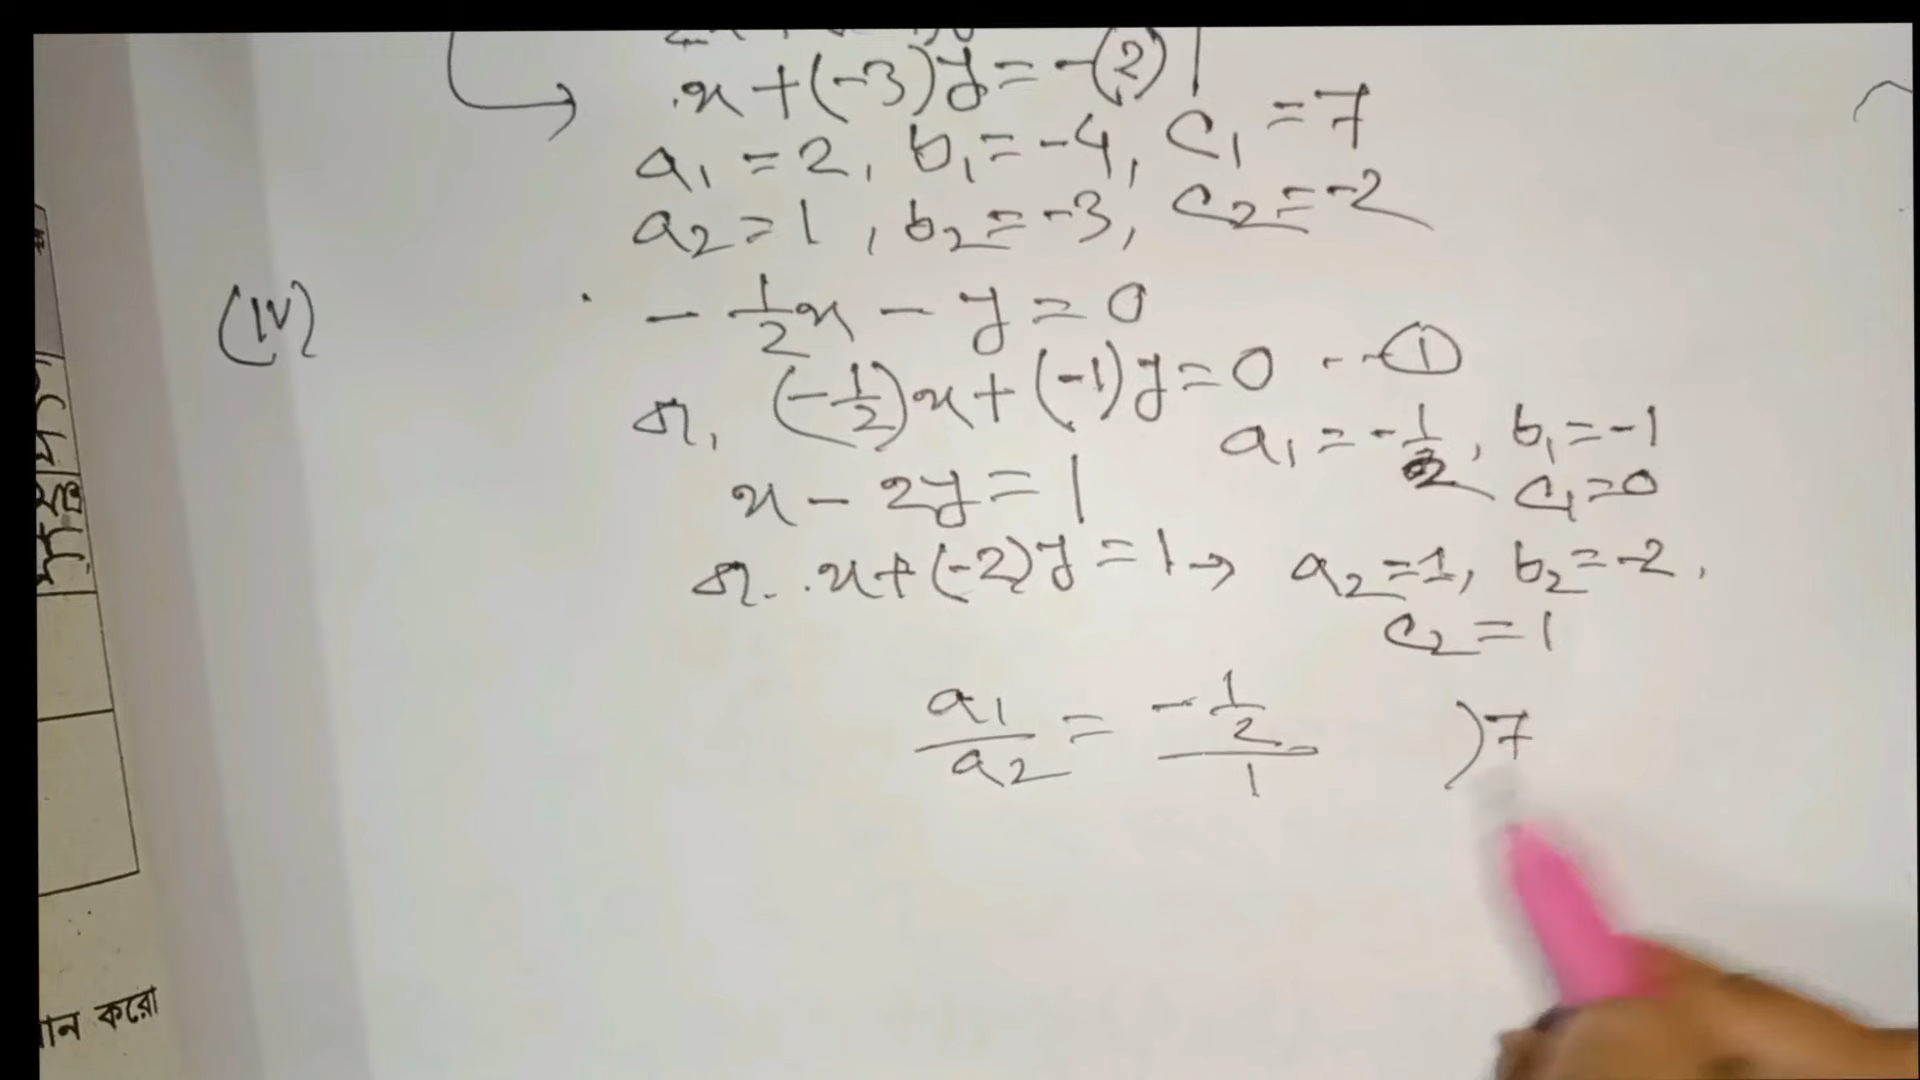 x+(-3)y=-(2)
a₁=2, b₁=-4, c₁=7
a₂=1, b₂=-3, c₂=-2
(IV) -1/2x - y = 0
বা, (-1/2)x+(-1)y=0 --①
a₁=-1/2, b₁=-1
c₁=0
x - 2y = 1
বা. x+(-2)y=1→ a₂=1, b₂=-2,
c₂=1
a₁/a₂ = (-1/2)/1 )7
করো